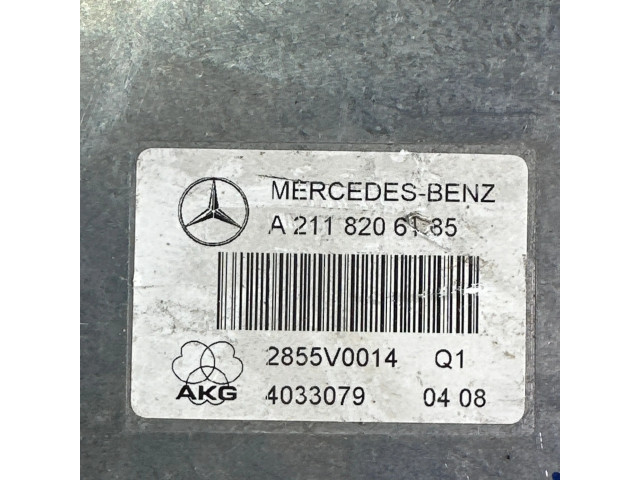 MERCEDES-BENZ
A 211 820 61 85
2855V0014 Q1
AKG
4033079 04 08